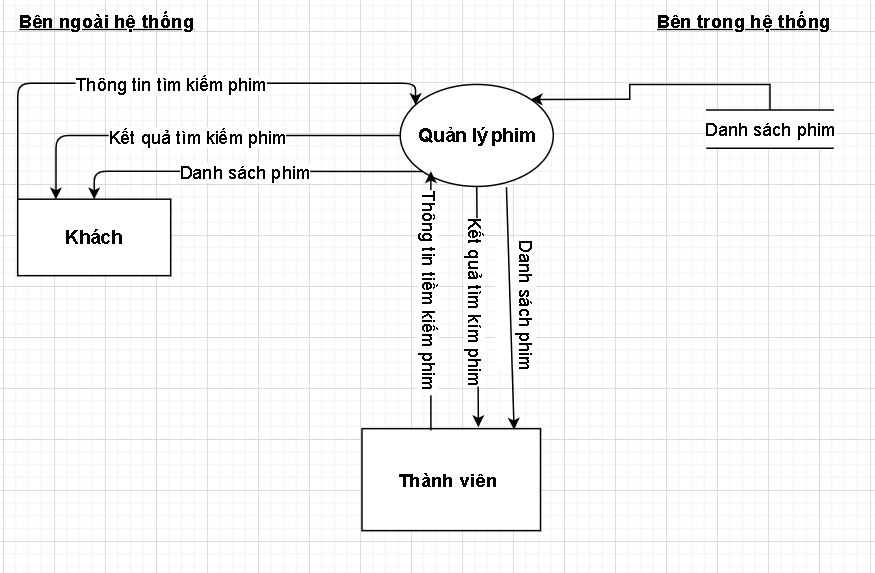 Bên ngoài hệ thống
Bên trong hệ thống
Thông tin tìm kiếm phim
Kết quả tìm kiếm phim
Quản lý phim
Danh sách phim
Danh sách phim
Khách
Thông tin tiềm kiếm phim
Kết quả tìm kím phim
Danh sách phim
Thành viên